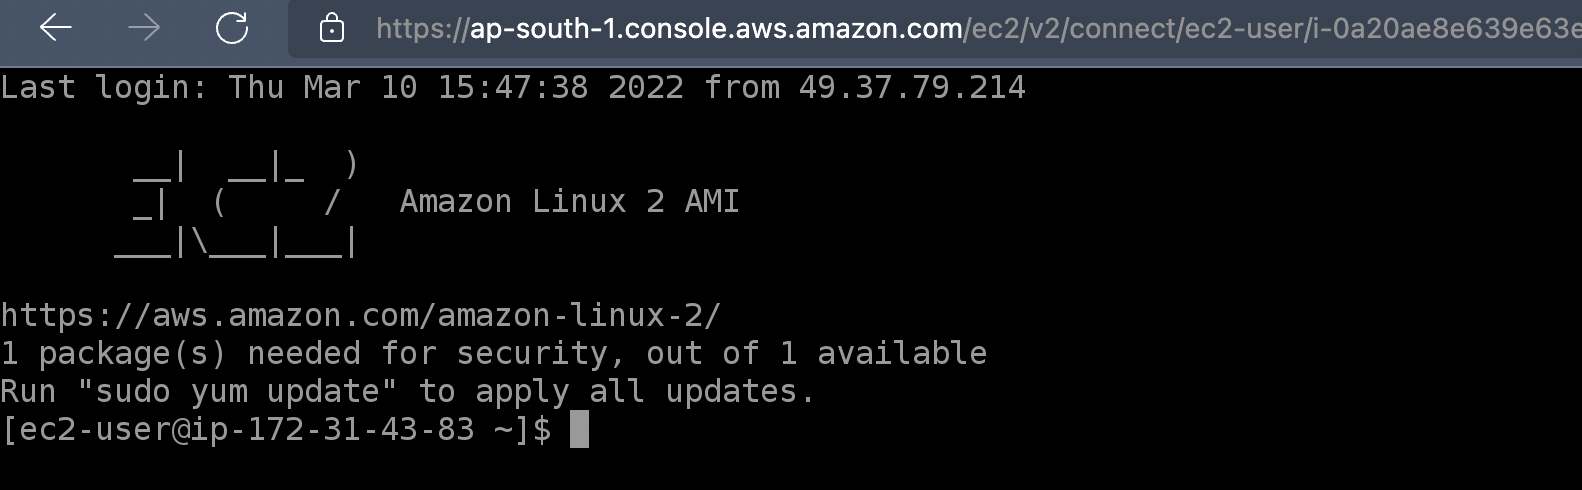 https://ap-south-1.console.aws.amazon.com/ec2/v2/connect/ec2-user/i-0a20ae8e639e63e
Last login: Thu Mar 10 15:47:38 2022 from 49.37.79.214
       __|  __|_  )
       _|  (     /   Amazon Linux 2 AMI
      ___|\___|___|
https://aws.amazon.com/amazon-linux-2/
1 package(s) needed for security, out of 1 available
Run "sudo yum update" to apply all updates.
[ec2-user@ip-172-31-43-83 ~]$